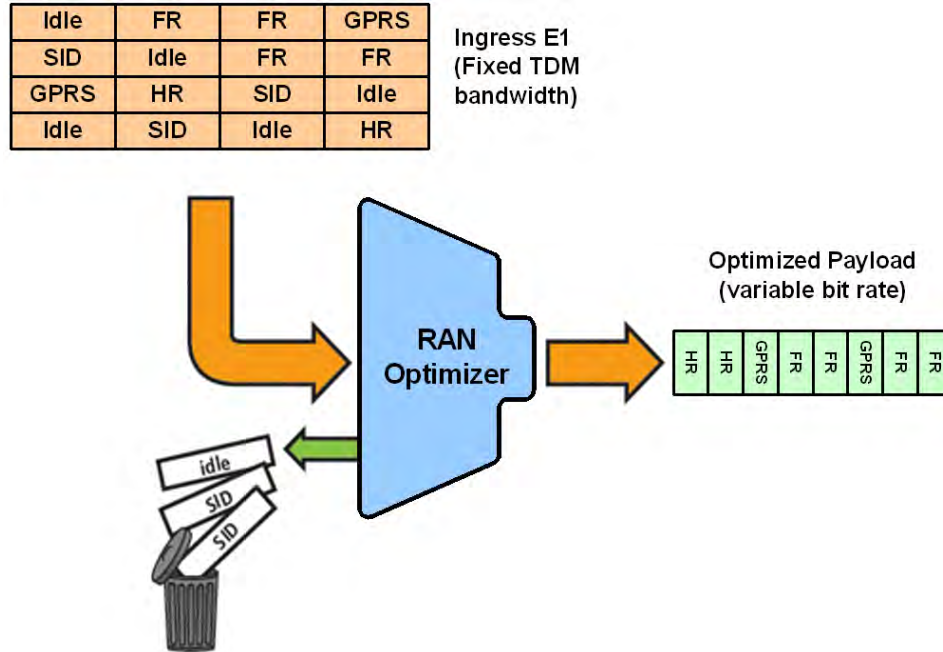 Idle FR FR GPRS
SID Idle FR FR
GPRS HR SID Idle
Idle SID Idle HR
Ingress E1
(Fixed TDM
bandwidth)
Optimized Payload
(variable bit rate)
RAN
Optimizer
HR HR GPRS FR FR GPRS FR FR
idle
SID
SID